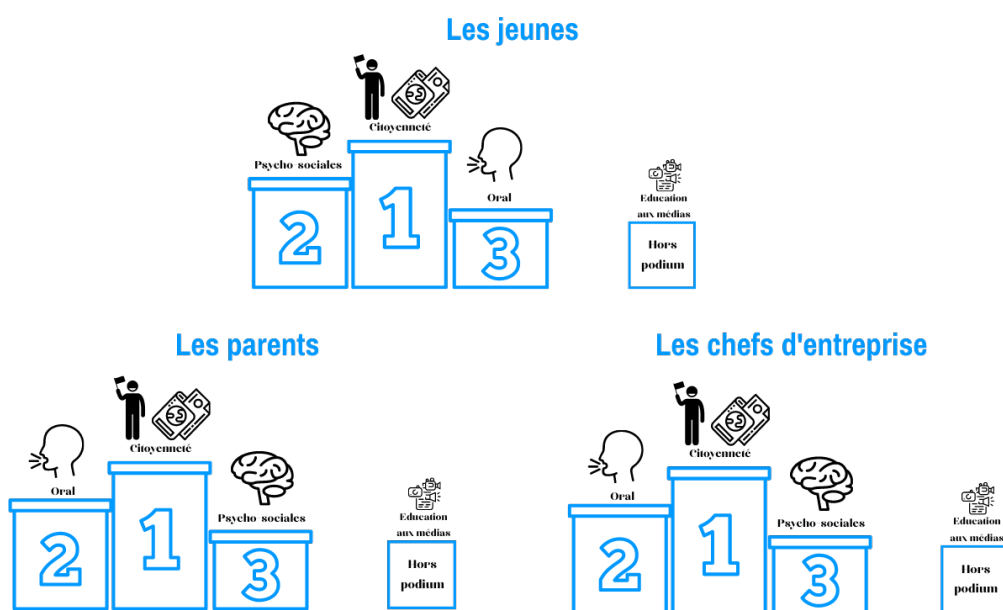 Les jeunes
Citoyenneté
Psycho sociales
Oral
Education
aux médias
1
2
3
Hors
podium
Les parents
Citoyenneté
Oral
Psycho sociales
Education
aux médias
1
2
3
Hors
podium
Les chefs d'entreprise
Citoyenneté
Oral
Psycho sociales
Education
aux médias
1
2
3
Hors
podium